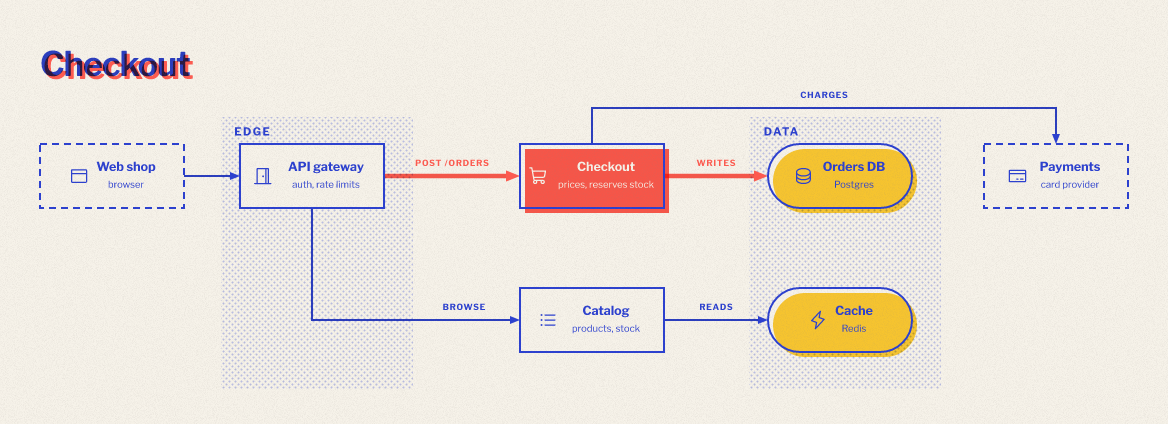 Checkout
CHARGES
EDGE
DATA
Web shop
browser
API gateway
auth, rate limits
POST /ORDERS
Checkout
prices, reserves stock
WRITES
Orders DB
Postgres
Payments
card provider
BROWSE
Catalog
products, stock
READS
Cache
Redis